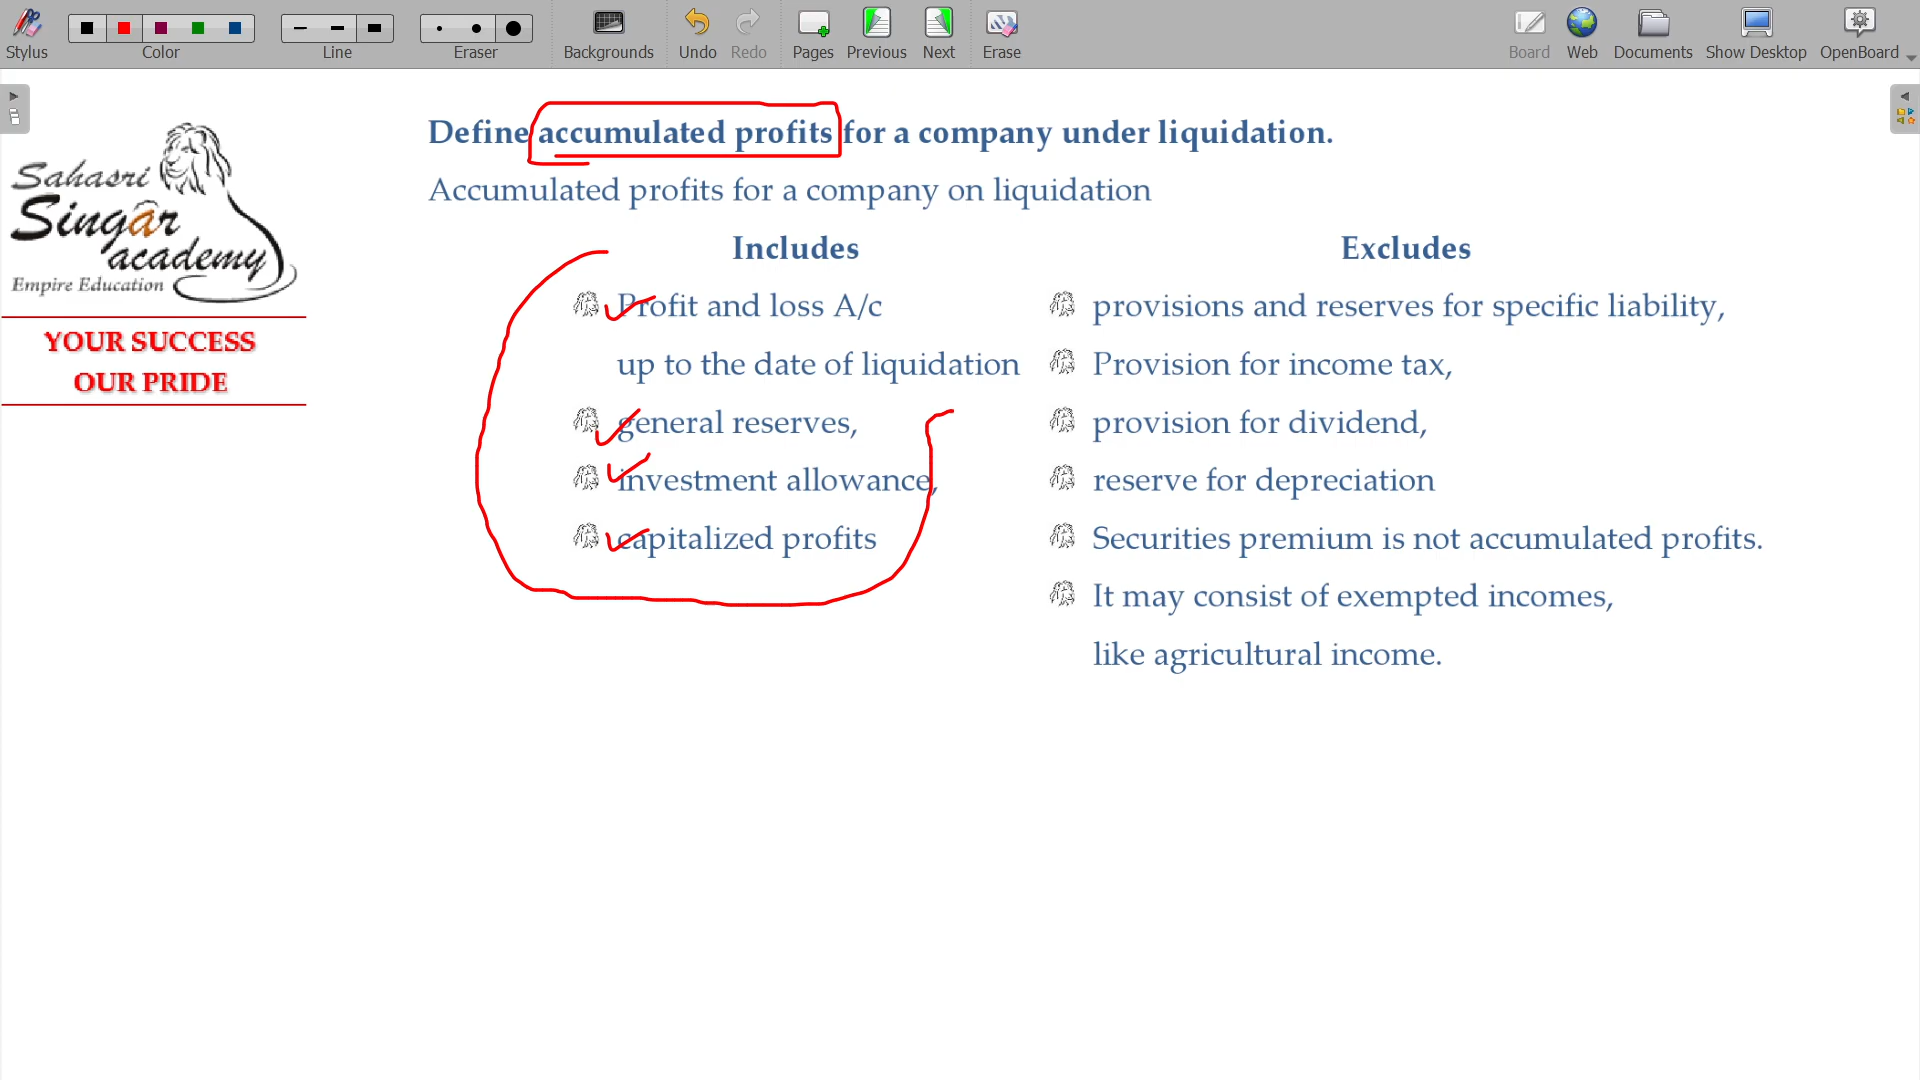 Stylus
Color
Line
Eraser
Backgrounds
Undo
Redo
Pages
Previous
Next
Erase
Board
Web
Documents
Show Desktop
OpenBoard
Sahasri
Singar
academy
Empire Education
YOUR SUCCESS
OUR PRIDE
Define accumulated profits for a company under liquidation.
Accumulated profits for a company on liquidation
Includes
Profit and loss A/c
up to the date of liquidation
general reserves,
investment allowance,
capitalized profits
Excludes
provisions and reserves for specific liability,
Provision for income tax,
provision for dividend,
reserve for depreciation
Securities premium is not accumulated profits.
It may consist of exempted incomes,
like agricultural income.